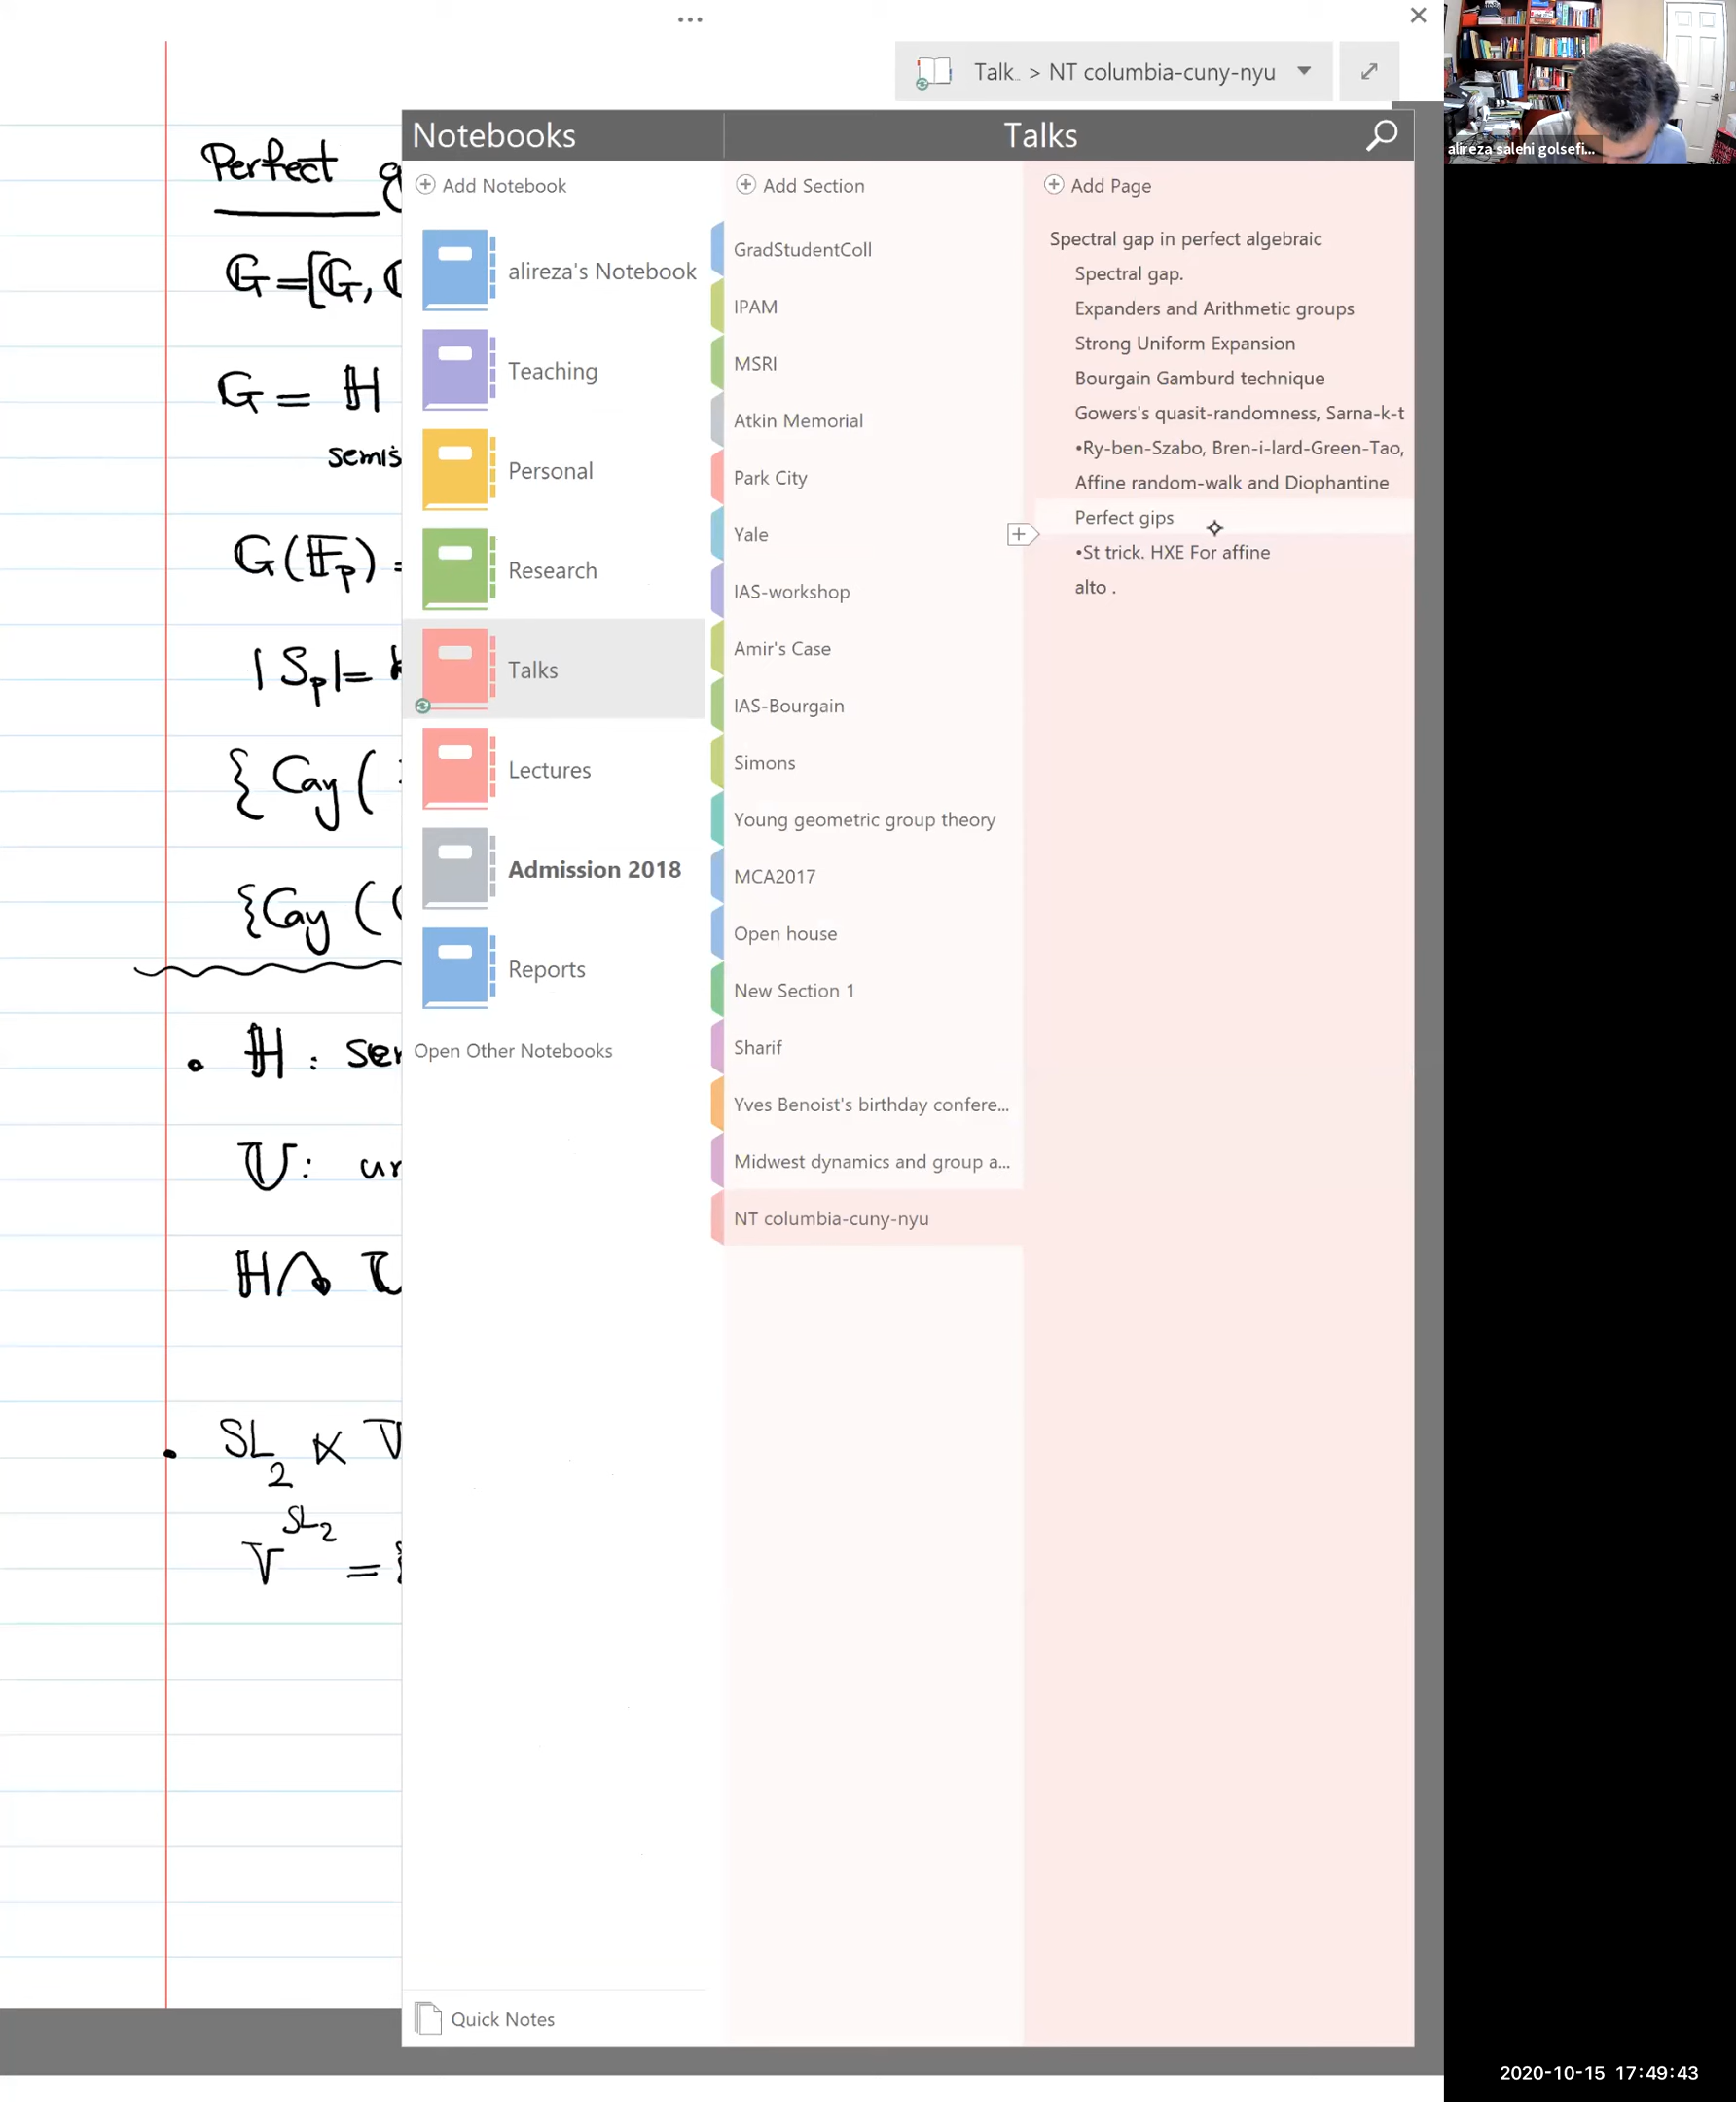 Talk.. > NT columbia-cuny-nyu
alireza salehi golsefi...
Notebooks
Talks
Add Notebook
alireza's Notebook
Teaching
Personal
Research
Talks
Lectures
Admission 2018
Reports
Open Other Notebooks
Quick Notes
Add Section
GradStudentColl
IPAM
MSRI
Atkin Memorial
Park City
Yale
IAS-workshop
Amir's Case
IAS-Bourgain
Simons
Young geometric group theory
MCA2017
Open house
New Section 1
Sharif
Yves Benoist's birthday confere...
Midwest dynamics and group a...
NT columbia-cuny-nyu
Add Page
Spectral gap in perfect algebraic
Spectral gap.
Expanders and Arithmetic groups
Strong Uniform Expansion
Bourgain Gamburd technique
Gowers's quasit-randomness, Sarna-k-t
•Ry-ben-Szabo, Bren-i-lard-Green-Tao,
Affine random-walk and Diophantine
Perfect gips
•St trick. HXE For affine
alto .
Perfect
𝔾 = [𝔾,
𝔾 = ℍ
semis
𝔾(𝔽_p) =
|S_p| =
{ Cay (
{Cay (
• ℍ : sem
𝕌 :
ℍ ↷ 𝕌
• SL_2 ⋉ 𝕍
𝕍^{SL_2} = {
2020-10-15 17:49:43